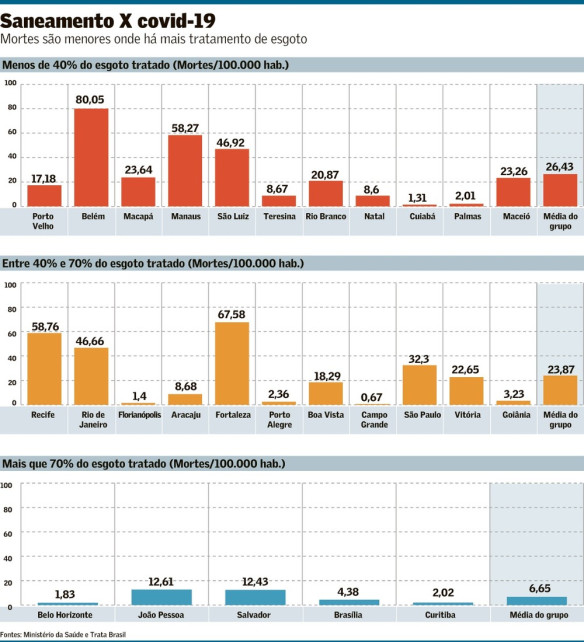 Saneamento X covid-19
Mortes são menores onde há mais tratamento de esgoto
Menos de 40% do esgoto tratado (Mortes/100.000 hab.)
100
80
60
40
20
0
17,18
80,05
23,64
58,27
46,92
8,67
20,87
8,6
1,31
2,01
23,26
26,43
Porto Velho
Belém
Macapá
Manaus
São Luiz
Teresina
Rio Branco
Natal
Cuiabá
Palmas
Maceió
Média do grupo
Entre 40% e 70% do esgoto tratado (Mortes/100.000 hab.)
100
80
60
40
20
0
58,76
46,66
1,4
8,68
67,58
2,36
18,29
0,67
32,3
22,65
3,23
23,87
Recife
Rio de Janeiro
Florianópolis
Aracaju
Fortaleza
Porto Alegre
Boa Vista
Campo Grande
São Paulo
Vitória
Goiânia
Média do grupo
Mais que 70% do esgoto tratado (Mortes/100.000 hab.)
100
80
60
40
20
0
1,83
12,61
12,43
4,38
2,02
6,65
Belo Horizonte
João Pessoa
Salvador
Brasília
Curitiba
Média do grupo
Fontes: Ministério da Saúde e Trata Brasil